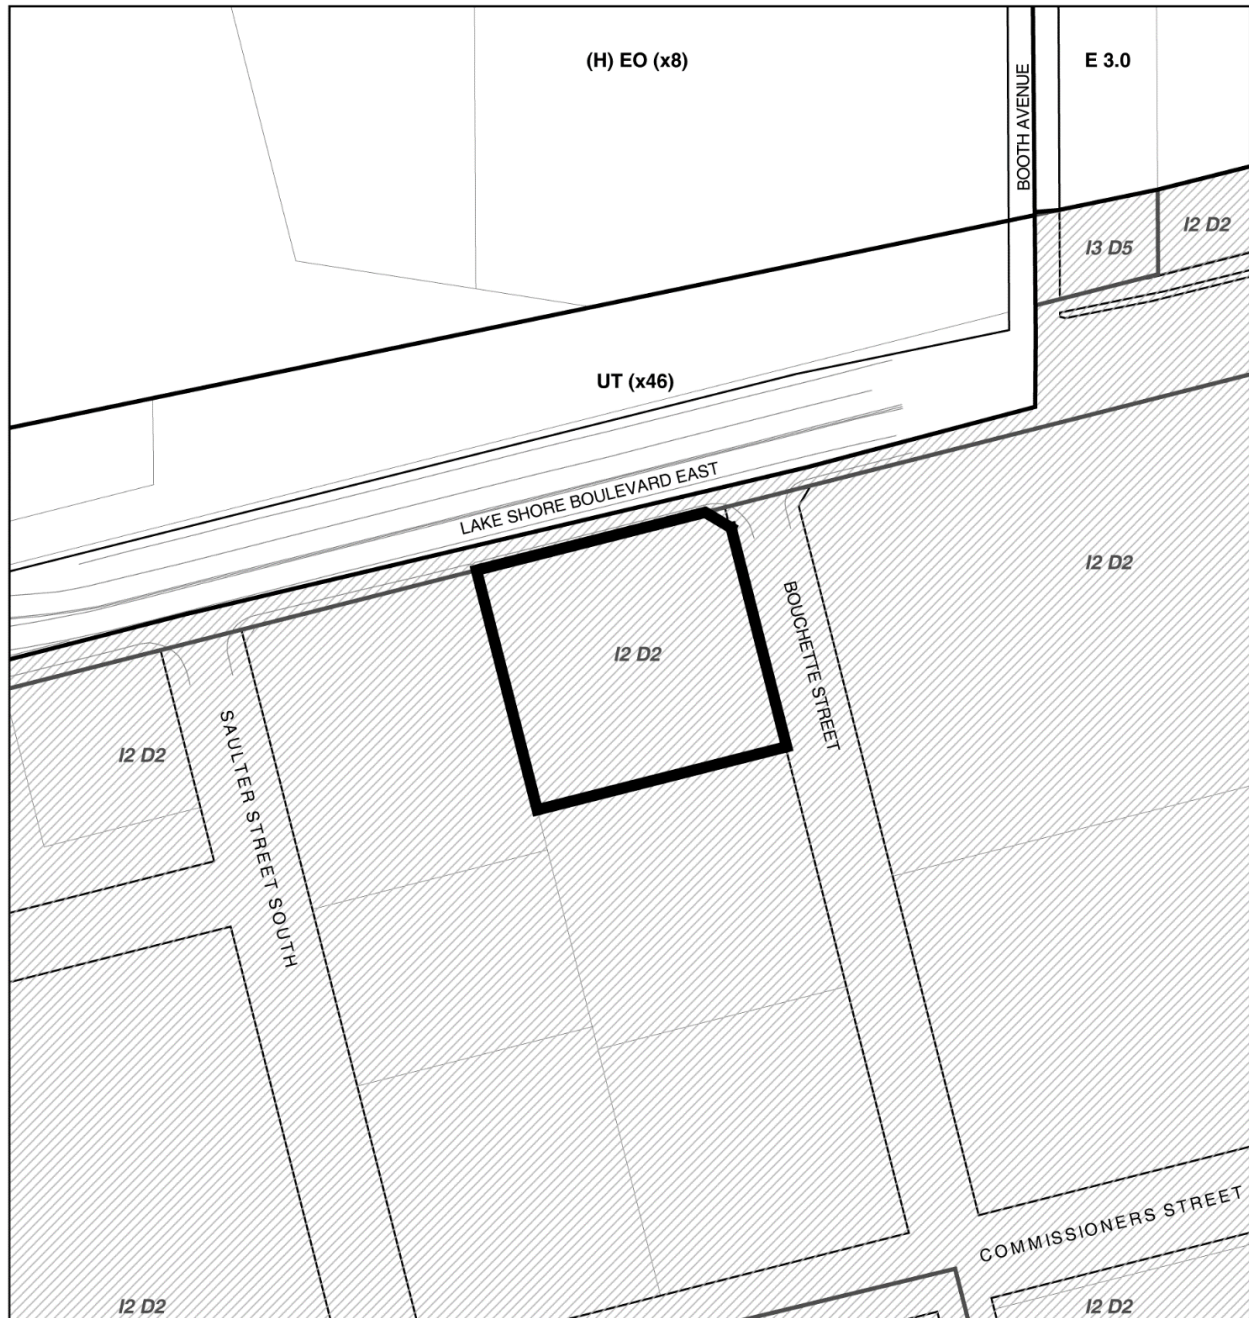 (H) EO (x8)
E 3.0
BOOTH AVENUE
I3 D5
I2 D2
UT (x46)
LAKE SHORE BOULEVARD EAST
I2 D2
BOUCHETTE STREET
I2 D2
SAULTER STREET SOUTH
I2 D2
COMMISSIONERS STREET
I2 D2
I2 D2